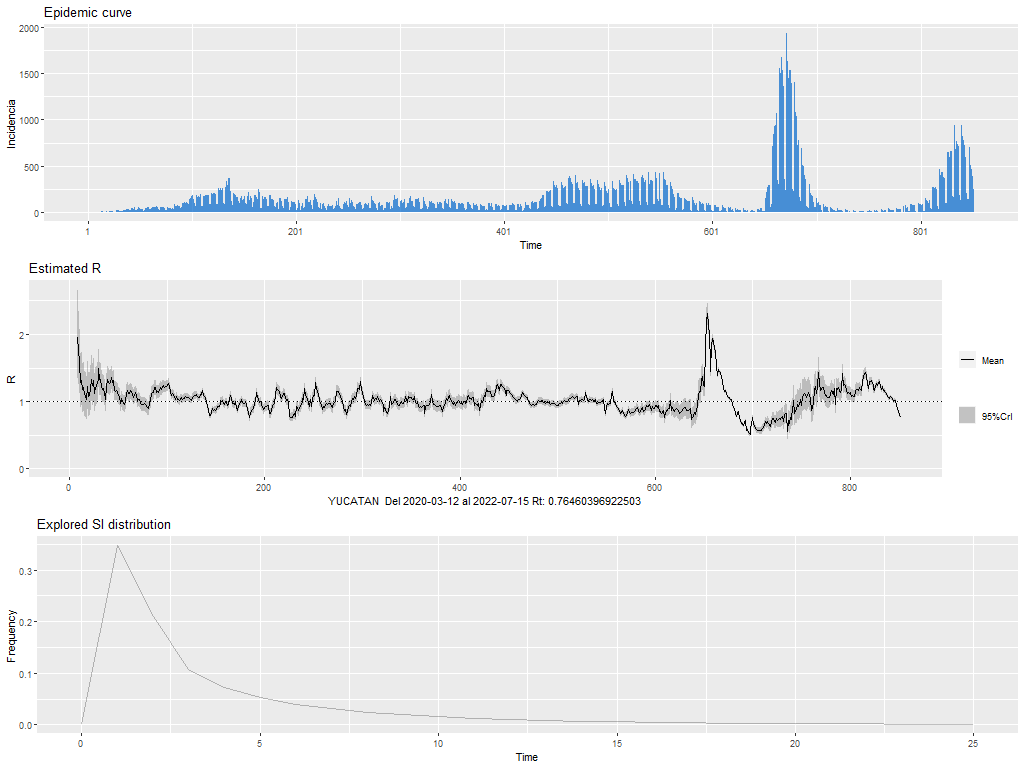 Epidemic curve
2000
1500
1000
500
0
Incidencia
1 201 401 601 801
Time
Estimated R
2
1
0
R
Mean
95%CrI
0 200 400 600 800
YUCATAN Del 2020-03-12 al 2022-07-15 Rt: 0.76460396922503
Explored SI distribution
0.3
0.2
0.1
0.0
Frequency
0 5 10 15 20 25
Time